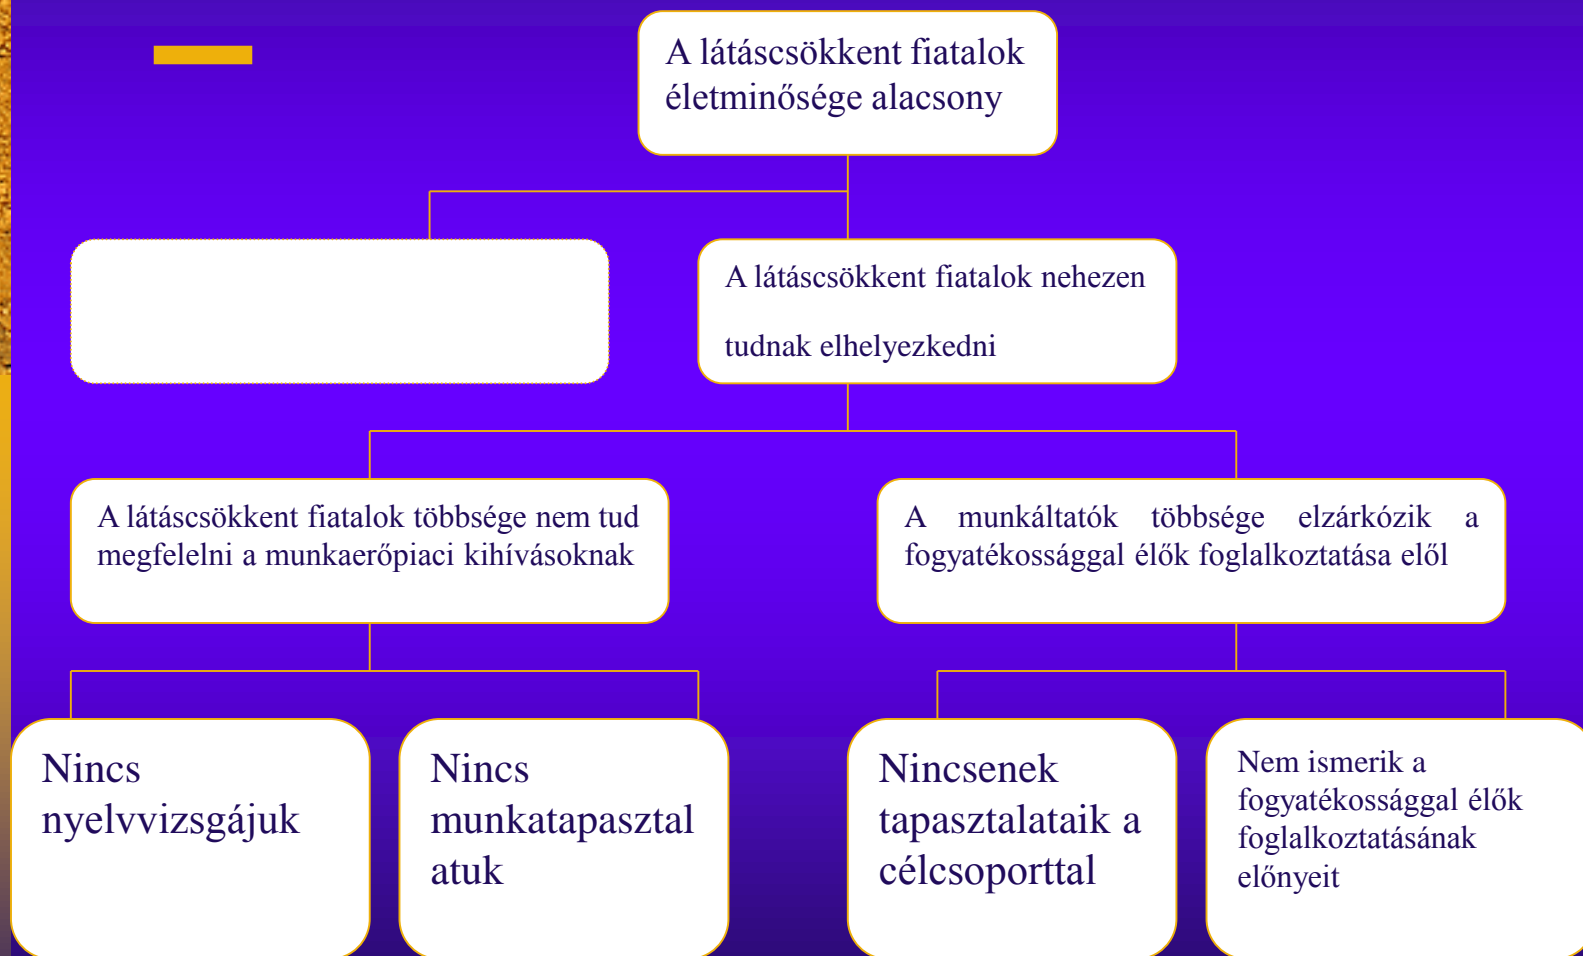 A látáscsökkent fiatalok
életminősége alacsony
A látáscsökkent fiatalok nehezen
tudnak elhelyezkedni
A látáscsökkent fiatalok többsége nem tud
megfelelni a munkaerőpiaci kihívásoknak
A munkáltatók többsége elzárkózik a
fogyatékossággal élők foglalkoztatása elől
Nincs
nyelvvizsgájuk
Nincs
munkatapasztal
atuk
Nincsenek
tapasztalataik a
célcsoporttal
Nem ismerik a
fogyatékossággal élők
foglalkoztatásának
előnyeit